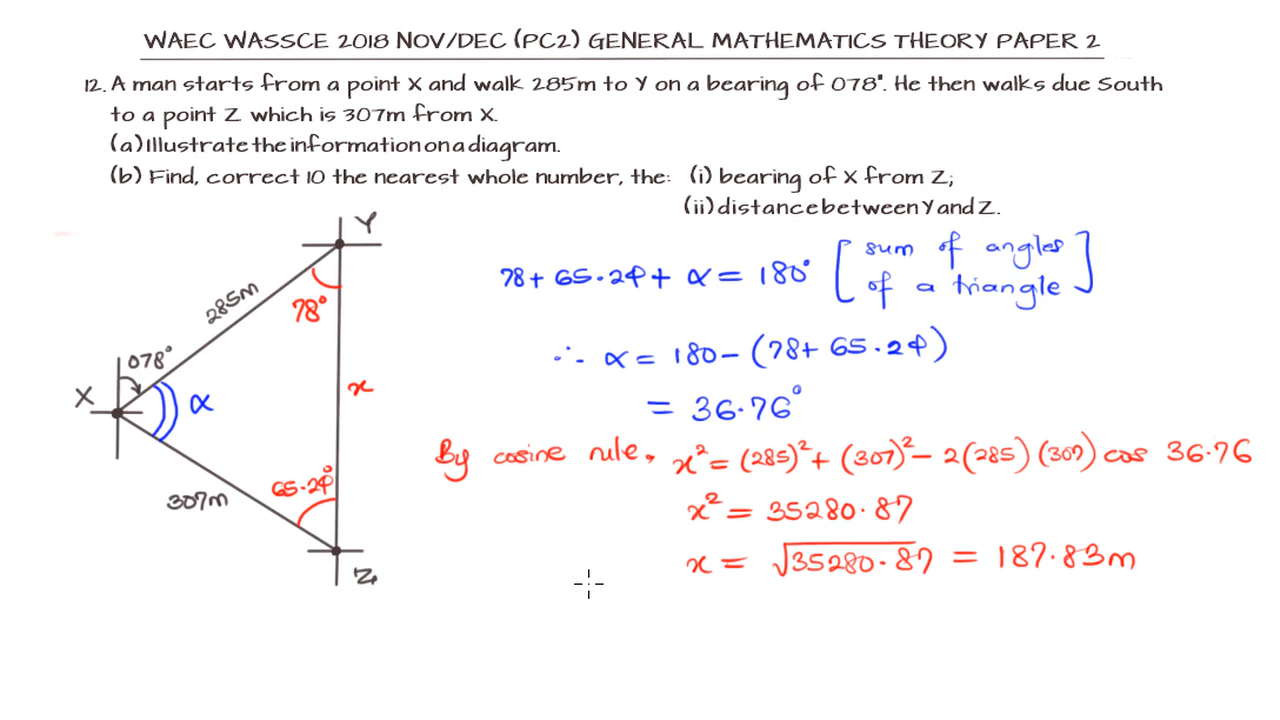 WAEC WASSCE 2018 NOV/DEC (PC2) GENERAL MATHEMATICS THEORY PAPER 2
12. A man starts from a point X and walk 285m to Y on a bearing of 078°. He then walks due South
to a point Z which is 307m from X.
(a) Illustrate the information on a diagram.
(b) Find, correct 10 the nearest whole number, the: (i) bearing of X from Z;
(ii) distance between Y and Z.
Y
285m
78°
078°
X
α
x
65.24°
307m
Z
78 + 65.24 + α = 180° [sum of angles
of a triangle]
∴ α = 180 - (78 + 65.24)
= 36.76°
By cosine rule, x² = (285)² + (307)² - 2(285)(307) cos 36.76
x² = 35280.87
x = √35280.87 = 187.83m